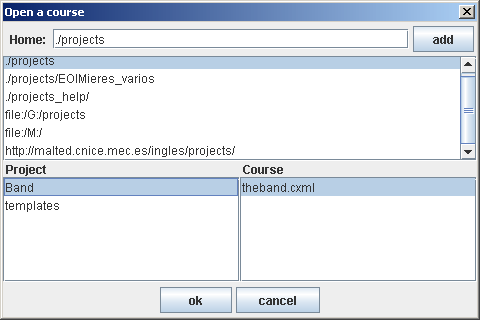 Open a course
Home: ./projects add
./projects
./projects/EOIMieres_varios
./projects_help/
file:/G:/projects
file:/M:/
http://malted.cnice.mec.es/ingles/projects/
Project Course
Band theband.cxml
templates
ok cancel